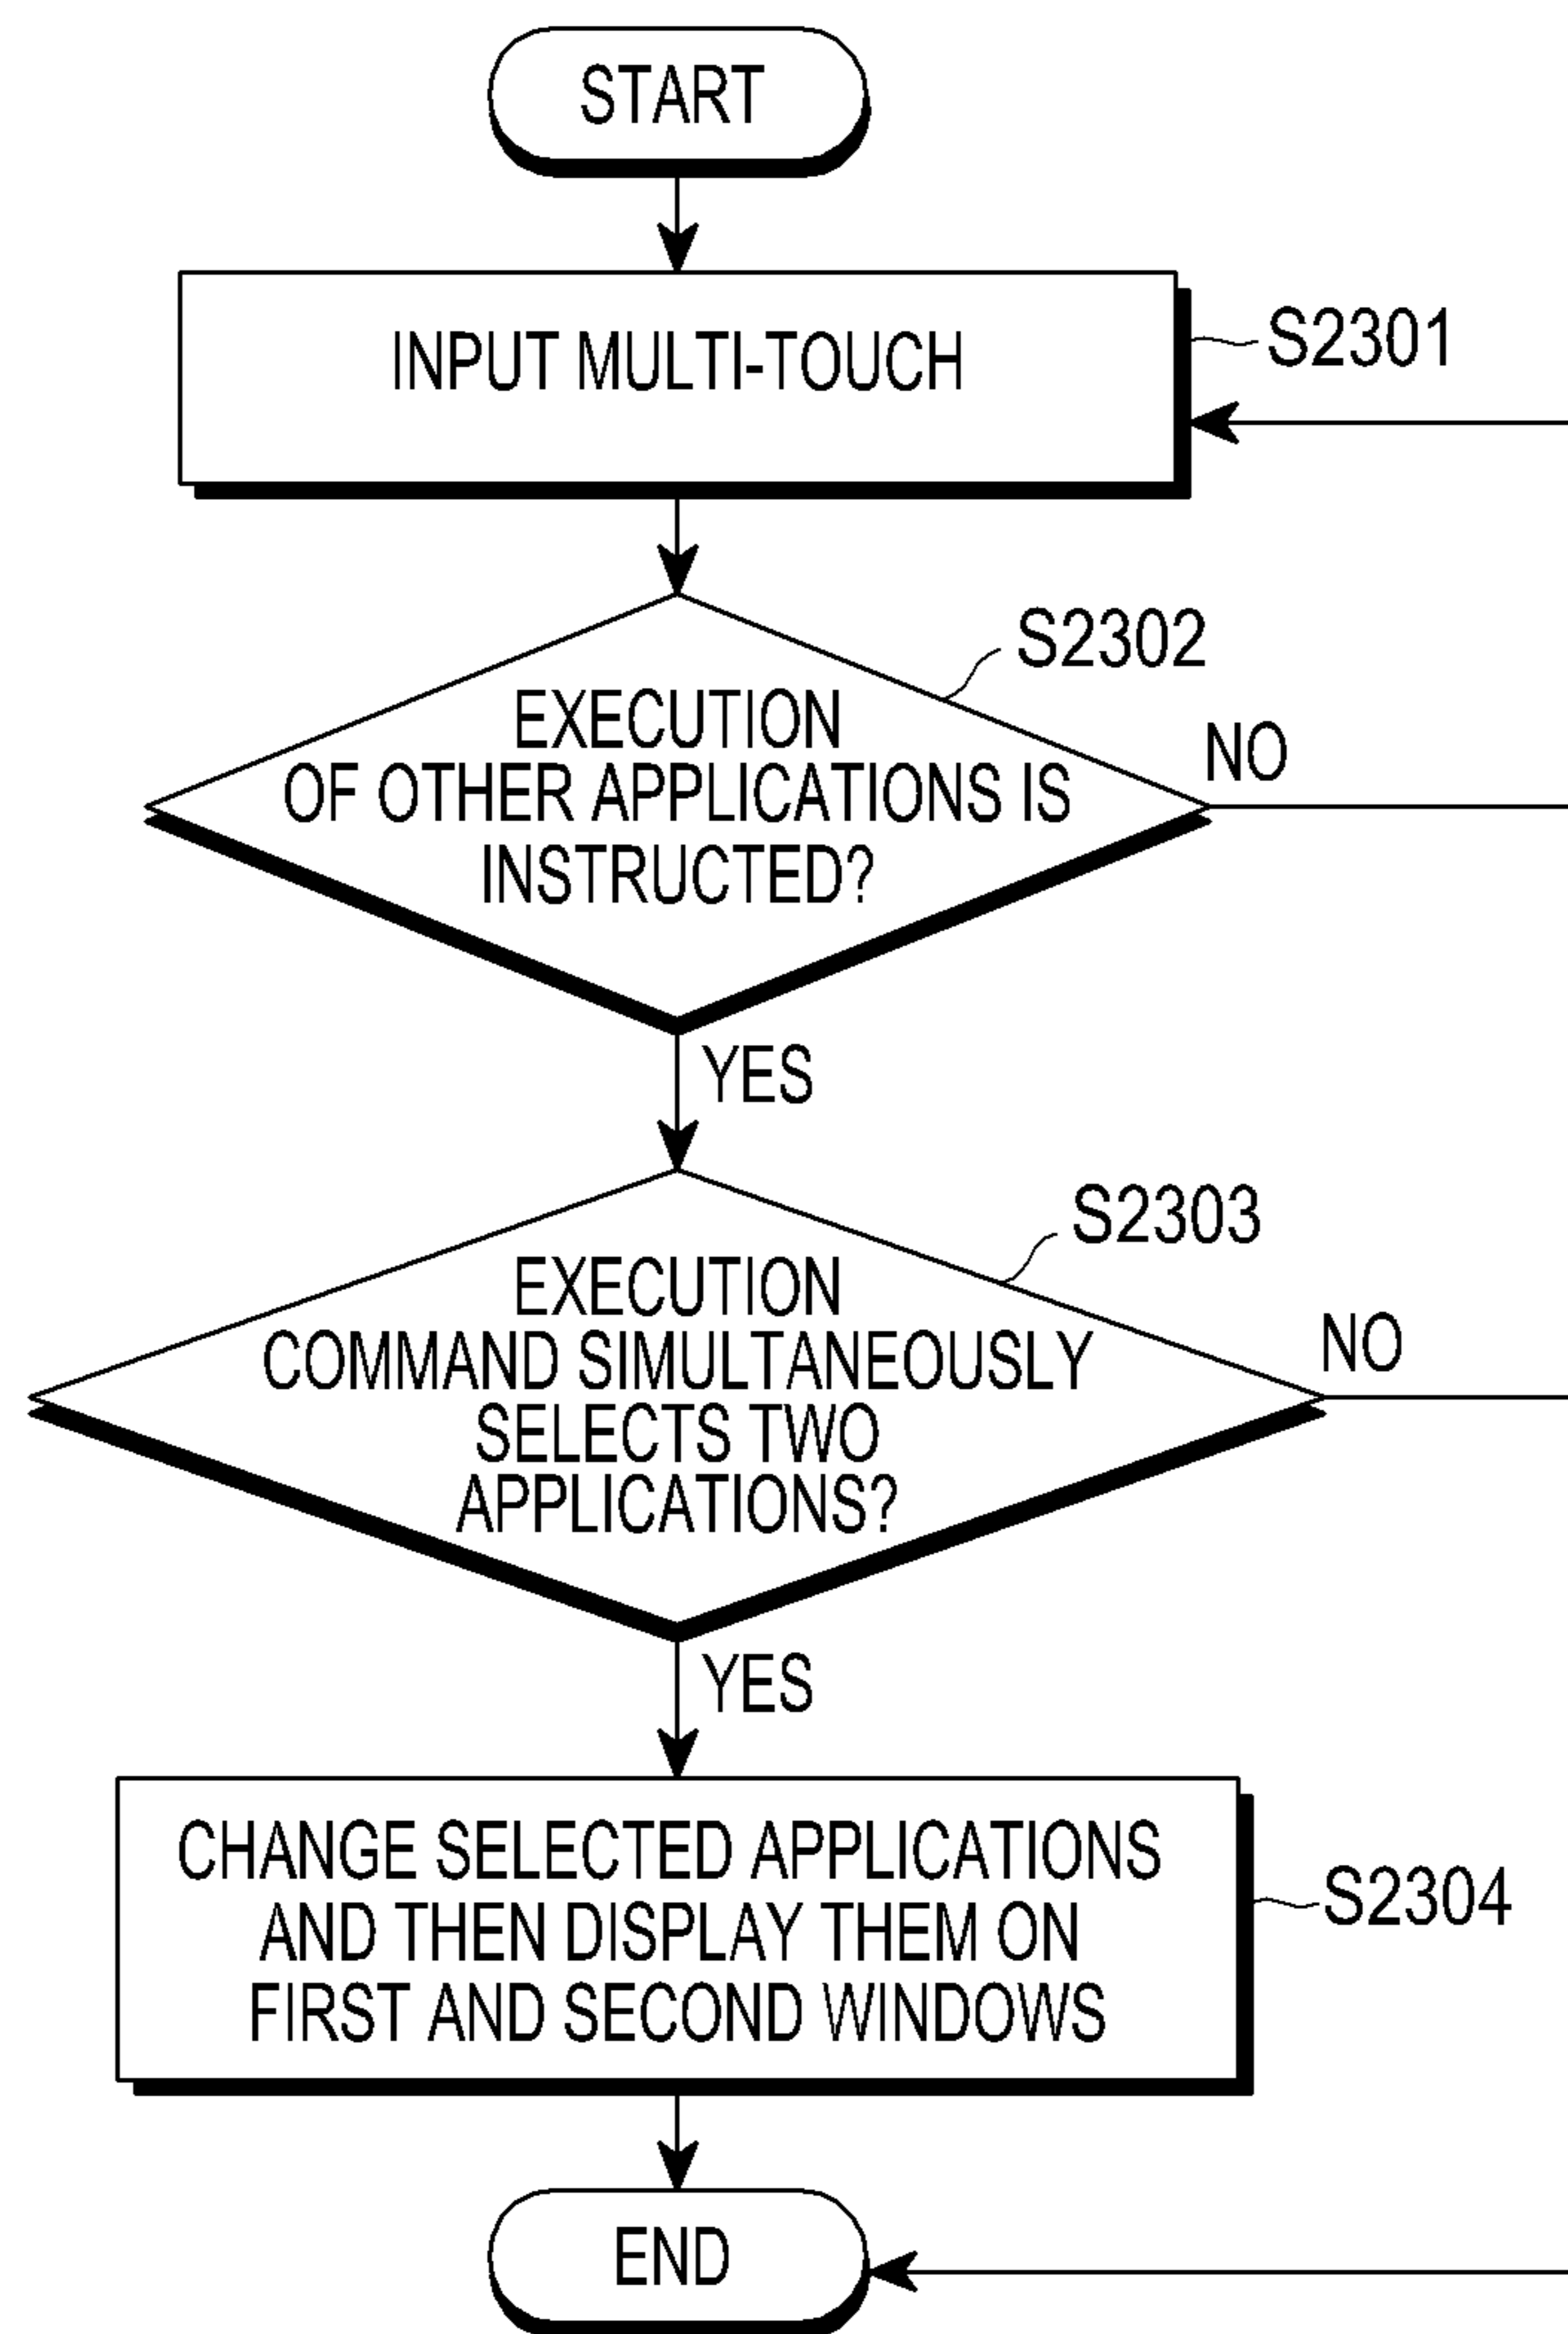 START
INPUT MULTI-TOUCH
S2301
S2302
EXECUTION
OF OTHER APPLICATIONS IS
INSTRUCTED?
NO
YES
S2303
EXECUTION
COMMAND SIMULTANEOUSLY
SELECTS TWO
APPLICATIONS?
NO
YES
CHANGE SELECTED APPLICATIONS
AND THEN DISPLAY THEM ON
FIRST AND SECOND WINDOWS
S2304
END